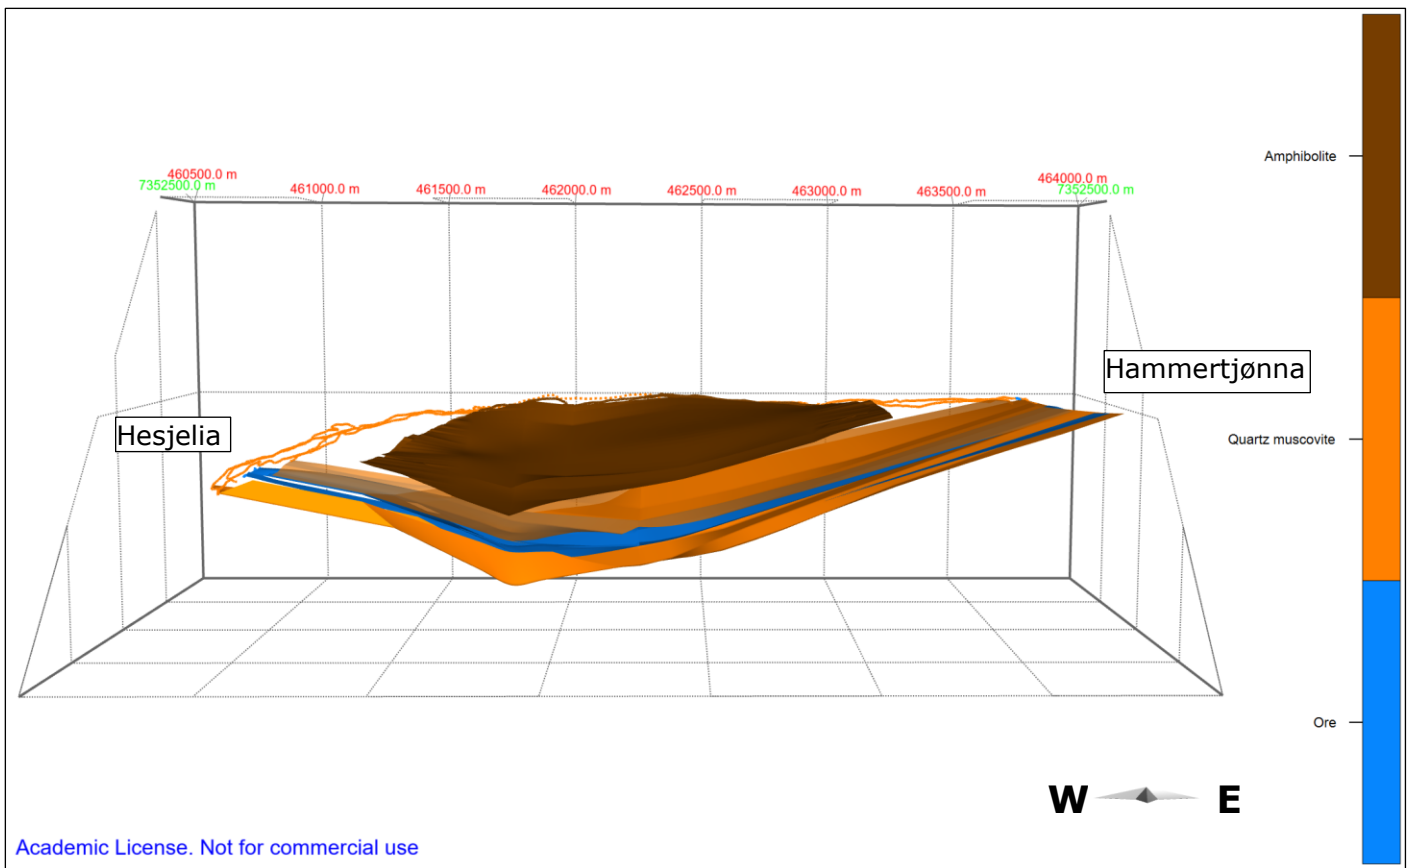 460500.0 m
7352500.0 m
461000.0 m
461500.0 m
462000.0 m
462500.0 m
463000.0 m
463500.0 m
464000.0 m
7352500.0 m
Amphibolite
Hammertjønna
Hesjelia
Quartz muscovite
Ore
W E
Academic License. Not for commercial use